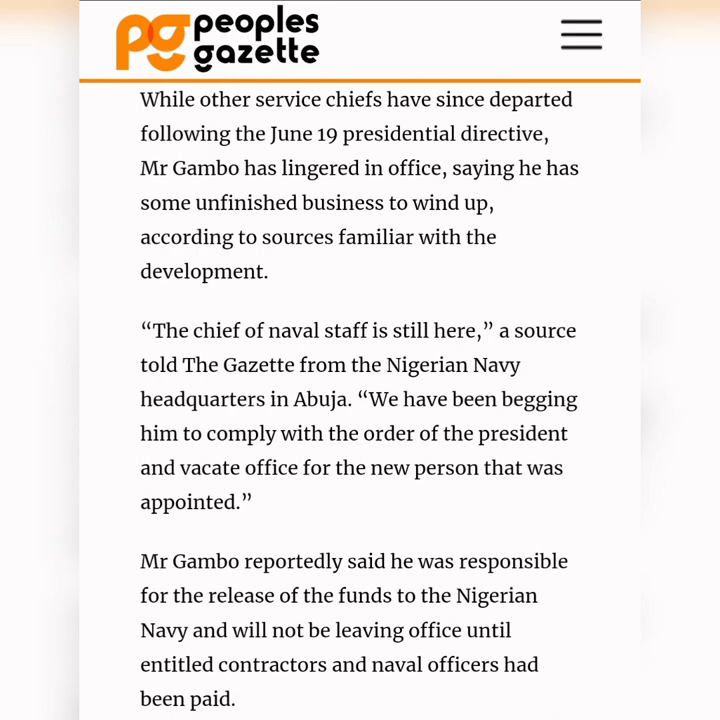 peoples
gazette
While other service chiefs have since departed
following the June 19 presidential directive,
Mr Gambo has lingered in office, saying he has
some unfinished business to wind up,
according to sources familiar with the
development.
“The chief of naval staff is still here,” a source
told The Gazette from the Nigerian Navy
headquarters in Abuja. “We have been begging
him to comply with the order of the president
and vacate office for the new person that was
appointed.”
Mr Gambo reportedly said he was responsible
for the release of the funds to the Nigerian
Navy and will not be leaving office until
entitled contractors and naval officers had
been paid.